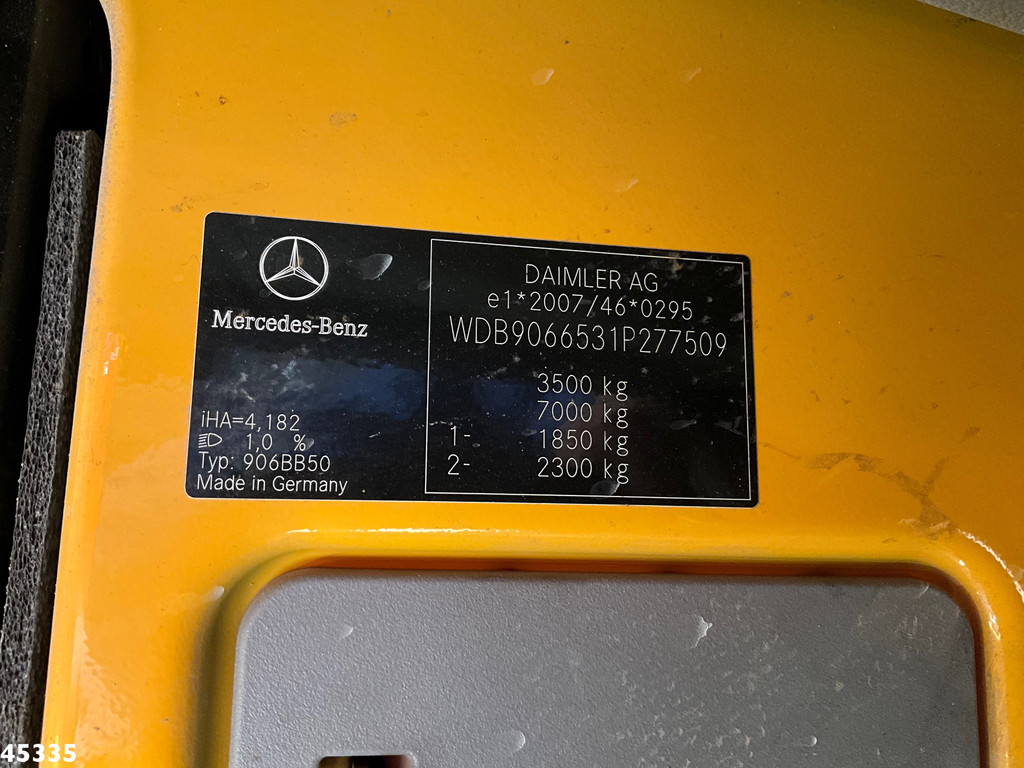 Mercedes-Benz
iHA=4,182
1,0 %
Typ: 906BB50
Made in Germany
DAIMLER AG
e1*2007/46*0295
WDB9066531P277509
3500 kg
7000 kg
1- 1850 kg
2- 2300 kg
45335